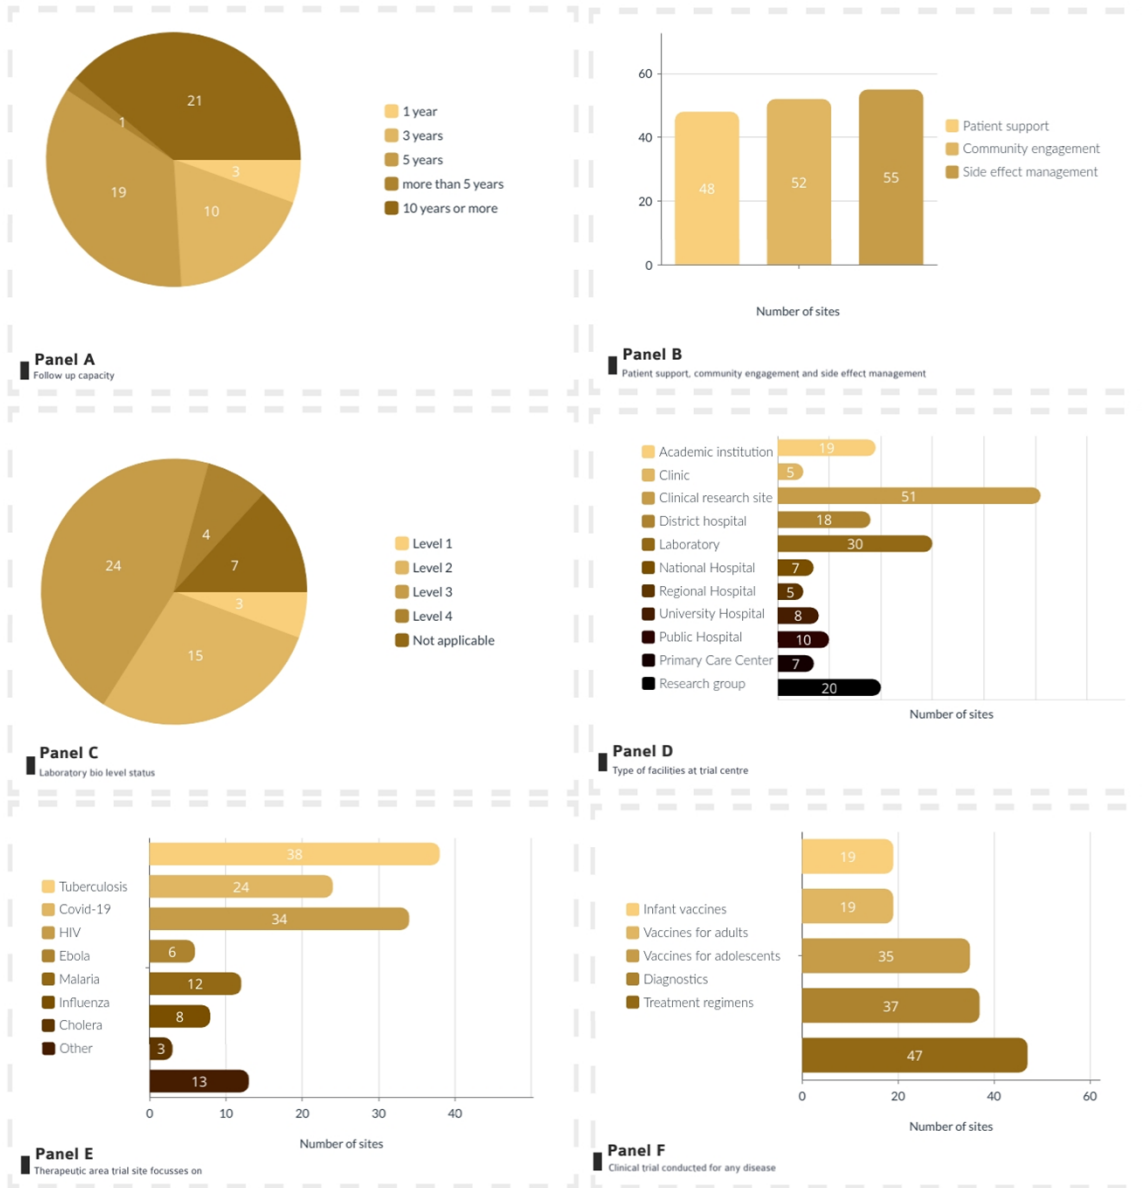 21
1
19
3
10
1 year
3 years
5 years
more than 5 years
10 years or more
Panel A
Follow up capacity
60
40
20
0
48
52
55
Patient support
Community engagement
Side effect management
Number of sites
Panel B
Patient support, community engagement and side effect management
24
4
7
3
15
Level 1
Level 2
Level 3
Level 4
Not applicable
Panel C
Laboratory bio level status
Academic institution 19
Clinic 5
Clinical research site 51
District hospital 18
Laboratory 30
National Hospital 7
Regional Hospital 5
University Hospital 8
Public Hospital 10
Primary Care Center 7
Research group 20
Number of sites
Panel D
Type of facilities at trial centre
Tuberculosis
Covid-19
HIV
Ebola
Malaria
Influenza
Cholera
Other
38
24
34
6
12
8
3
13
0 10 20 30 40
Number of sites
Panel E
Therapeutic area trial site focusses on
Infant vaccines
Vaccines for adults
Vaccines for adolescents
Diagnostics
Treatment regimens
19
19
35
37
47
0 20 40 60
Number of sites
Panel F
Clinical trial conducted for any disease